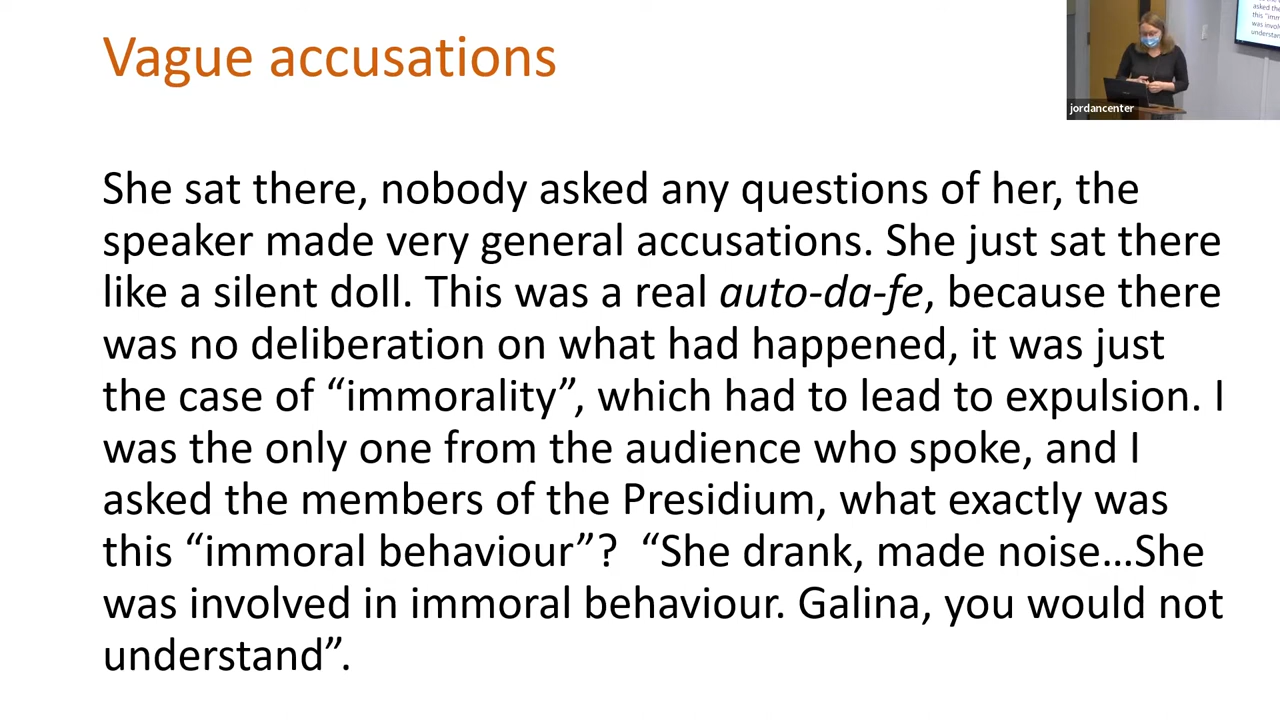 Vague accusations
She sat there, nobody asked any questions of her, the
speaker made very general accusations. She just sat there
like a silent doll. This was a real auto-da-fe, because there
was no deliberation on what had happened, it was just
the case of “immorality”, which had to lead to expulsion. I
was the only one from the audience who spoke, and I
asked the members of the Presidium, what exactly was
this “immoral behaviour”?  “She drank, made noise…She
was involved in immoral behaviour. Galina, you would not
understand”.
jordancenter